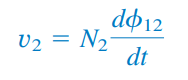 v₂ = N₂ dϕ₁₂/dt